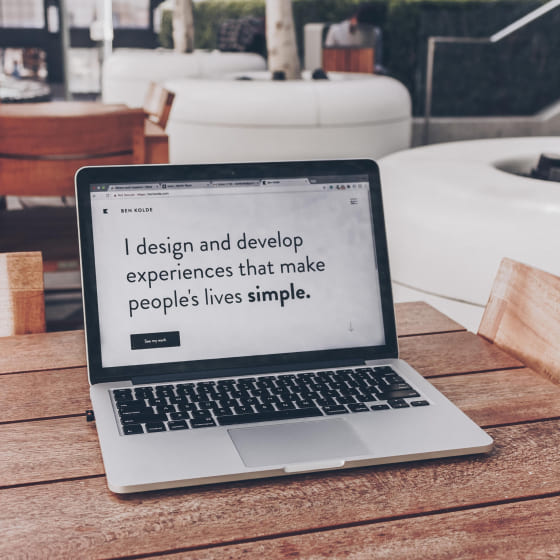 BEN KOLDE
I design and develop
experiences that make
people's lives simple.
See my work